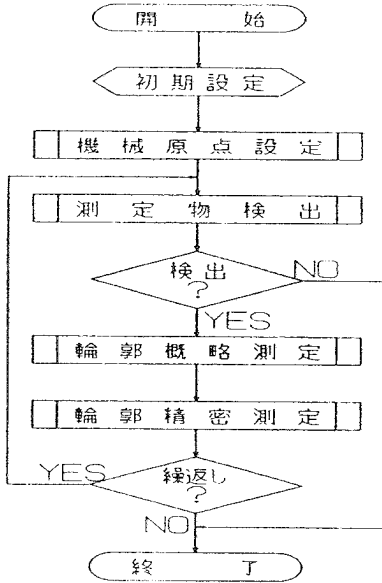 開始
初期設定
機械原点設定
測定物検出
検出
?
NO
YES
輪郭概略測定
輪郭精密測定
YES
繰返し
?
NO
終了